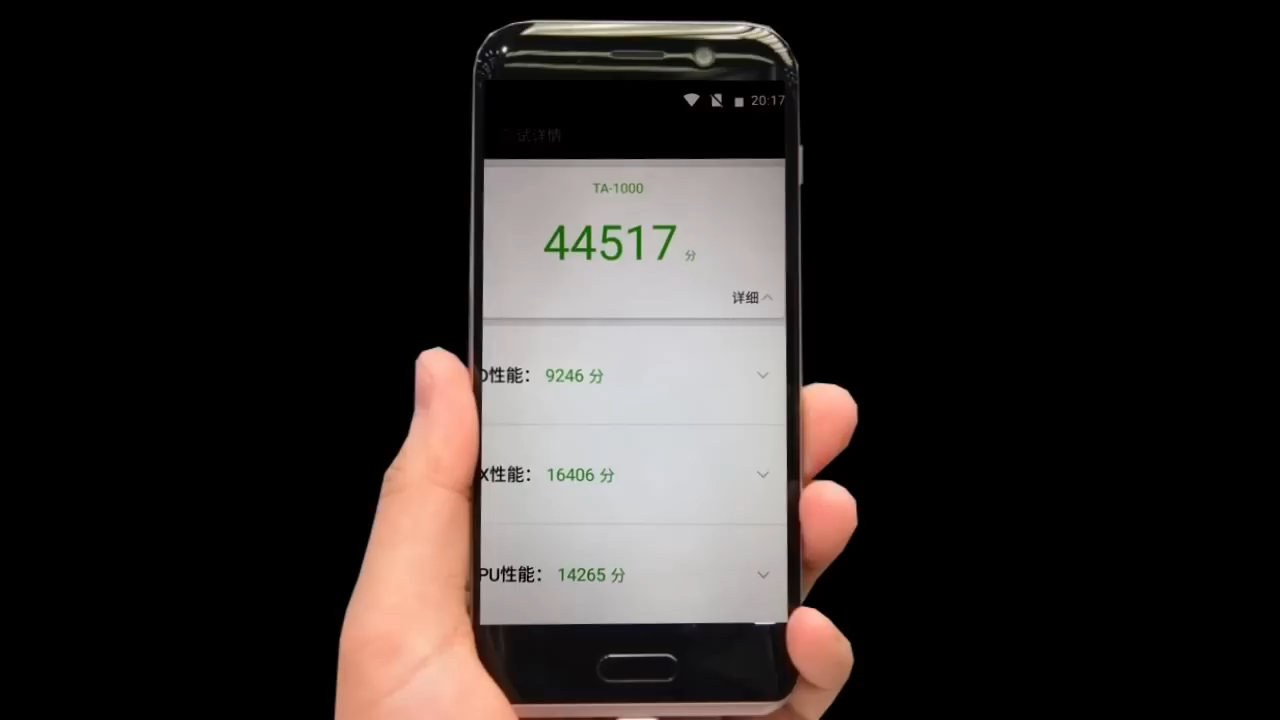 20:17
试详情
TA-1000
44517 分
详细
D性能： 9246 分
X性能： 16406 分
PU性能： 14265 分